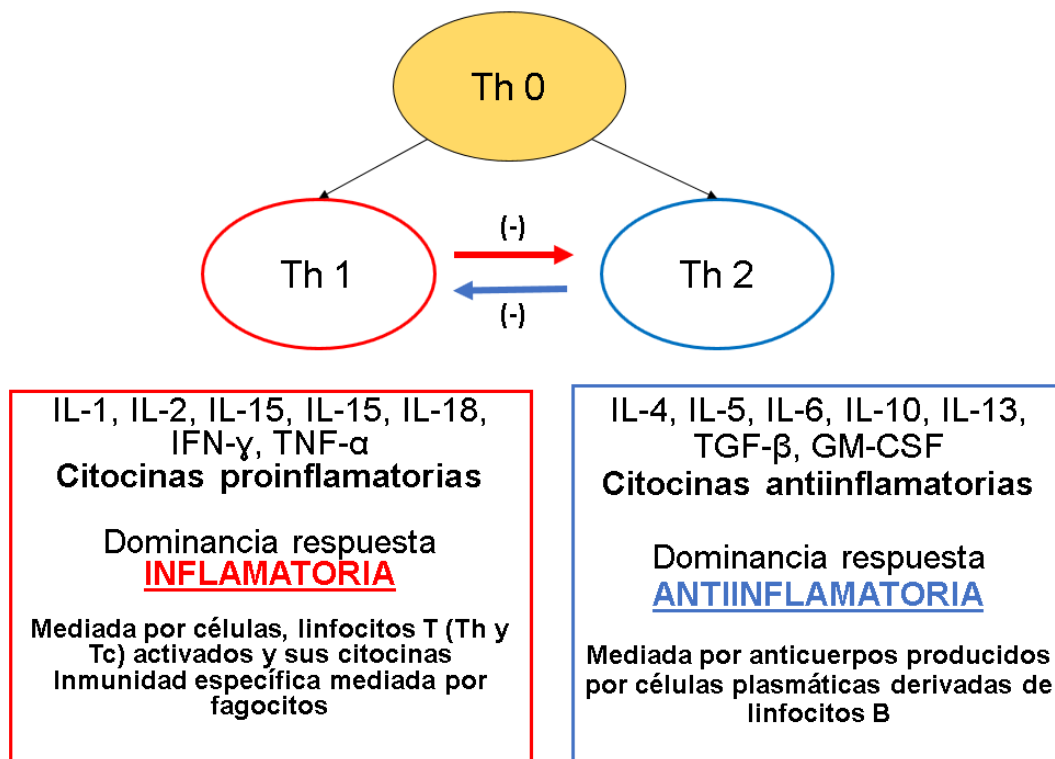 Th 0
Th 1
(-)
(-)
Th 2
IL-1, IL-2, IL-15, IL-15, IL-18,
IFN-ɣ, TNF-α
Citocinas proinflamatorias
Dominancia respuesta
INFLAMATORIA
Mediada por células, linfocitos T (Th y
Tc) activados y sus citocinas
Inmunidad específica mediada por
fagocitos
IL-4, IL-5, IL-6, IL-10, IL-13,
TGF-β, GM-CSF
Citocinas antiinflamatorias
Dominancia respuesta
ANTIINFLAMATORIA
Mediada por anticuerpos producidos
por células plasmáticas derivadas de
linfocitos B